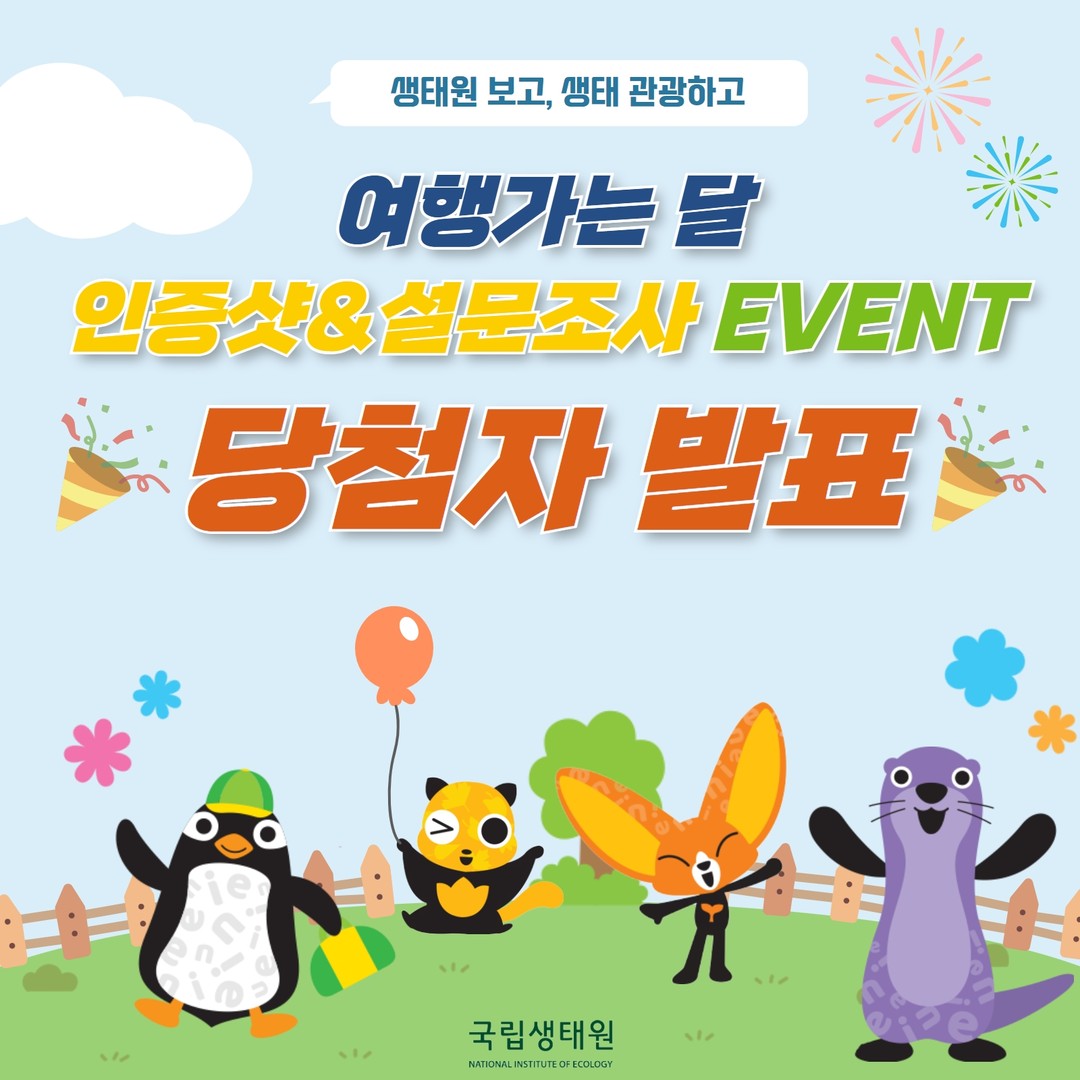 생태원 보고, 생태 관광하고
여행가는 달
인증샷&설문조사 EVENT
당첨자 발표
국립생태원
NATIONAL INSTITUTE OF ECOLOGY